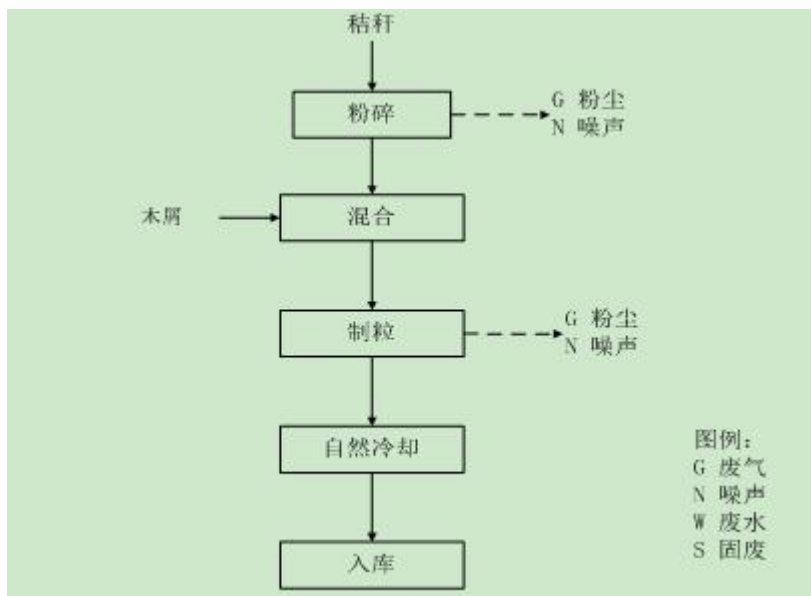 秸秆
粉碎
G 粉尘
N 噪声
木屑
混合
制粒
G 粉尘
N 噪声
自然冷却
入库
图例：
G 废气
N 噪声
W 废水
S 固废